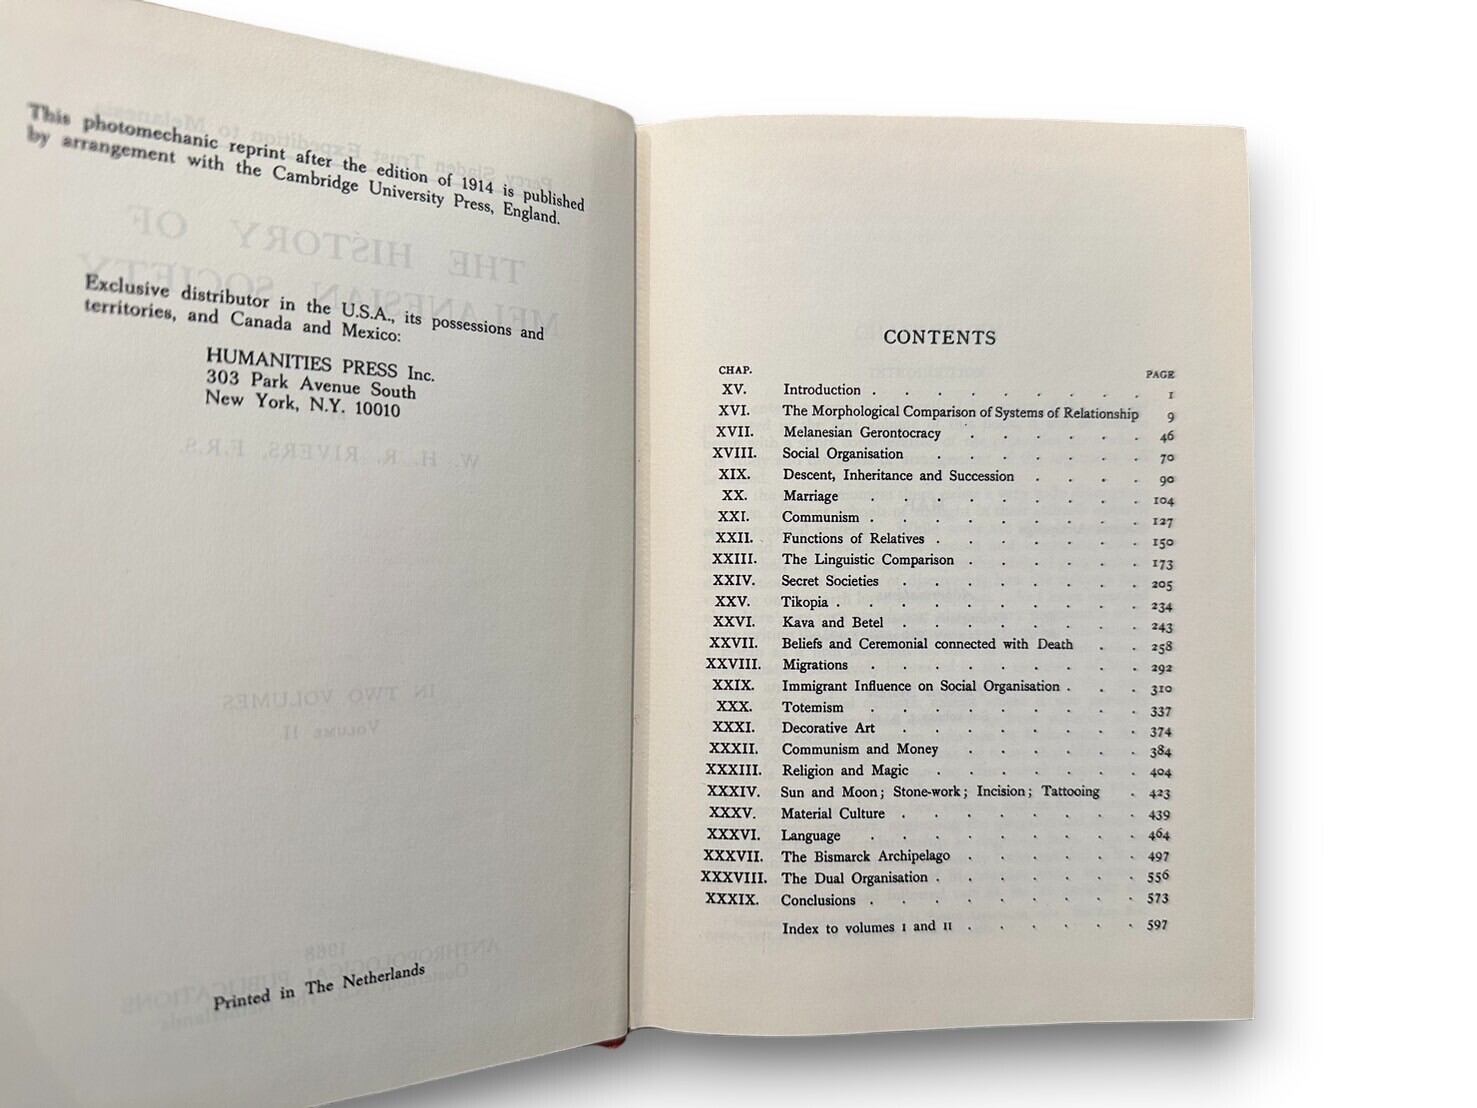 This photomechanic reprint after the edition of 1914 is published
by arrangement with the Cambridge University Press, England.
Exclusive distributor in the U.S.A., its possessions and
territories, and Canada and Mexico:
HUMANITIES PRESS Inc.
303 Park Avenue South
New York, N.Y. 10010
Printed in The Netherlands
CONTENTS
CHAP. PAGE
XV. Introduction . . . . . . . . . 1
XVI. The Morphological Comparison of Systems of Relationship 9
XVII. Melanesian Gerontocracy . . . . . . 46
XVIII. Social Organisation . . . . . . . 70
XIX. Descent, Inheritance and Succession . . . . 90
XX. Marriage . . . . . . . . . 104
XXI. Communism . . . . . . . . . 127
XXII. Functions of Relatives . . . . . . . 150
XXIII. The Linguistic Comparison . . . . . . 173
XXIV. Secret Societies . . . . . . . . 205
XXV. Tikopia . . . . . . . . . . 234
XXVI. Kava and Betel . . . . . . . . 243
XXVII. Beliefs and Ceremonial connected with Death . . 258
XXVIII. Migrations . . . . . . . . . 292
XXIX. Immigrant Influence on Social Organisation . . . 310
XXX. Totemism . . . . . . . . . 337
XXXI. Decorative Art . . . . . . . . 374
XXXII. Communism and Money . . . . . . 384
XXXIII. Religion and Magic . . . . . . . 404
XXXIV. Sun and Moon; Stone-work; Incision; Tattooing . 423
XXXV. Material Culture . . . . . . . . 439
XXXVI. Language . . . . . . . . . 464
XXXVII. The Bismarck Archipelago . . . . . . 497
XXXVIII. The Dual Organisation . . . . . . . 556
XXXIX. Conclusions . . . . . . . . . 573
Index to volumes I and II . . . . . . 597